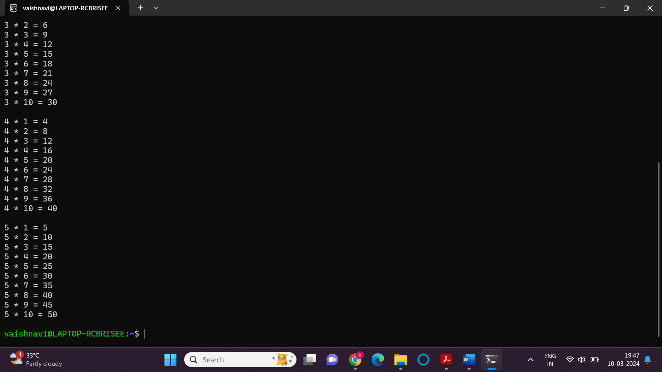 vaishnavi@LAPTOP-RCBRISEE
3 * 2 = 6
3 * 3 = 9
3 * 4 = 12
3 * 5 = 15
3 * 6 = 18
3 * 7 = 21
3 * 8 = 24
3 * 9 = 27
3 * 10 = 30
4 * 1 = 4
4 * 2 = 8
4 * 3 = 12
4 * 4 = 16
4 * 5 = 20
4 * 6 = 24
4 * 7 = 28
4 * 8 = 32
4 * 9 = 36
4 * 10 = 40
5 * 1 = 5
5 * 2 = 10
5 * 3 = 15
5 * 4 = 20
5 * 5 = 25
5 * 6 = 30
5 * 7 = 35
5 * 8 = 40
5 * 9 = 45
5 * 10 = 50
vaishnavi@LAPTOP-RCBRISEE:~$
33°C
Partly cloudy
Search
ENG
IN
19:47
10-03-2024